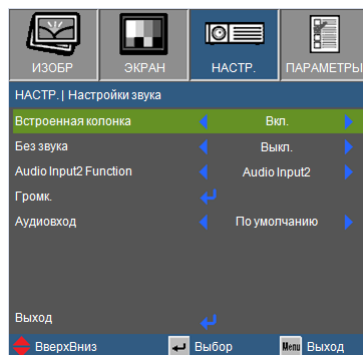 ИЗОБР ЭКРАН НАСТР. ПАРАМЕТРЫ
НАСТР. | Настройки звука
Встроенная колонка Вкл.
Без звука Выкл.
Audio Input2 Function Audio Input2
Громк.
Аудиовход По умолчанию
Выход
ВверхВниз Выбор Menu Выход